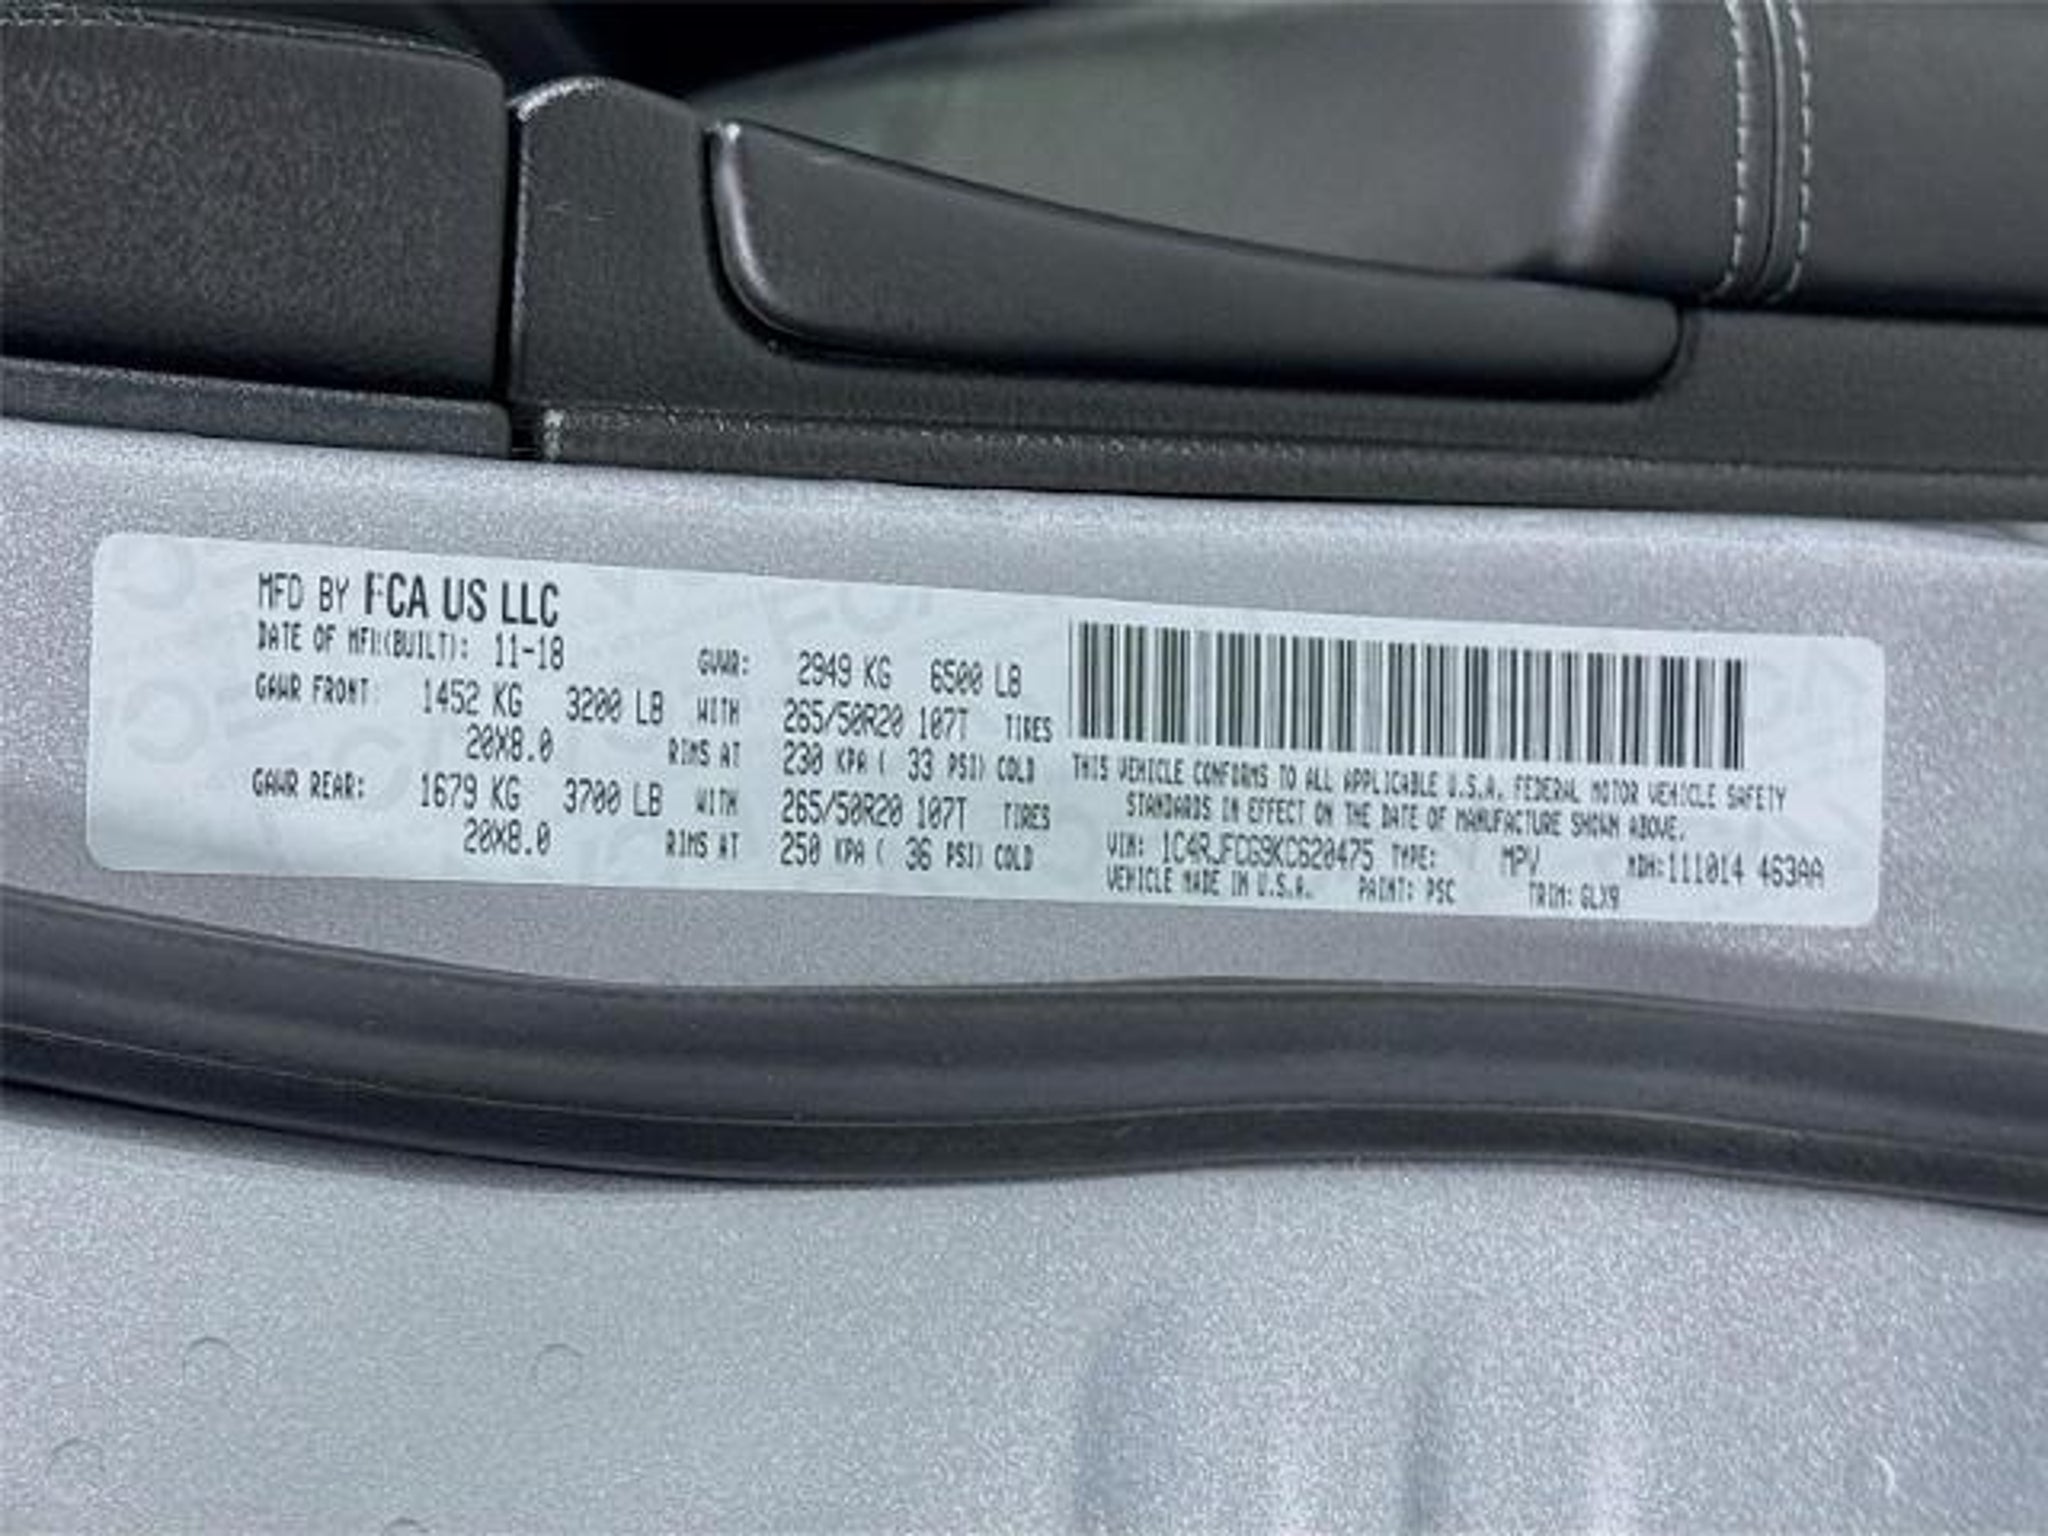 MFD BY FCA US LLC
DATE OF MFD(BUILT): 11-18 GVWR: 2949 KG 6500 LB
GAWR FRONT: 1452 KG 3200 LB WITH 265/50R20 107T TIRES
20X8.0 RIMS AT 230 KPA ( 33 PSI) COLD
GAWR REAR: 1679 KG 3700 LB WITH 265/50R20 107T TIRES
20X8.0 RIMS AT 250 KPA ( 36 PSI) COLD
THIS VEHICLE CONFORMS TO ALL APPLICABLE U.S.A. FEDERAL MOTOR VEHICLE SAFETY
STANDARDS IN EFFECT ON THE DATE OF MANUFACTURE SHOWN ABOVE.
VIN: 1C4RJFCG9KC620475 TYPE: MPV MDH:111014 463AA
VEHICLE MADE IN U.S.A. PAINT: PSC TRIM: GLX9